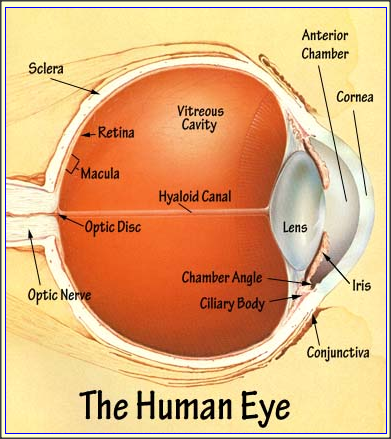 Anterior
Chamber
Sclera
Cornea
Vitreous
Cavity
Retina
Macula
Hyaloid Canal
Optic Disc
Lens
Chamber Angle
Optic Nerve
Iris
Ciliary Body
Conjunctiva
The Human Eye